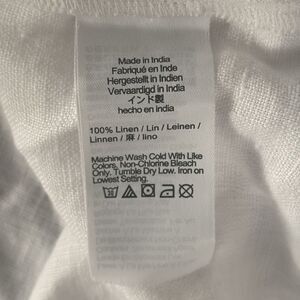 Made in India
Fabriqué en Inde
Hergestellt in Indien
Vervaardigd in India
インド製
hecho en india
100% Linen / Lin / Leinen /
Linnen / 麻 / lino
Machine Wash Cold With Like
Colors, Non-Chlorine Bleach
Only. Tumble Dry Low. Iron on
Lowest Setting.